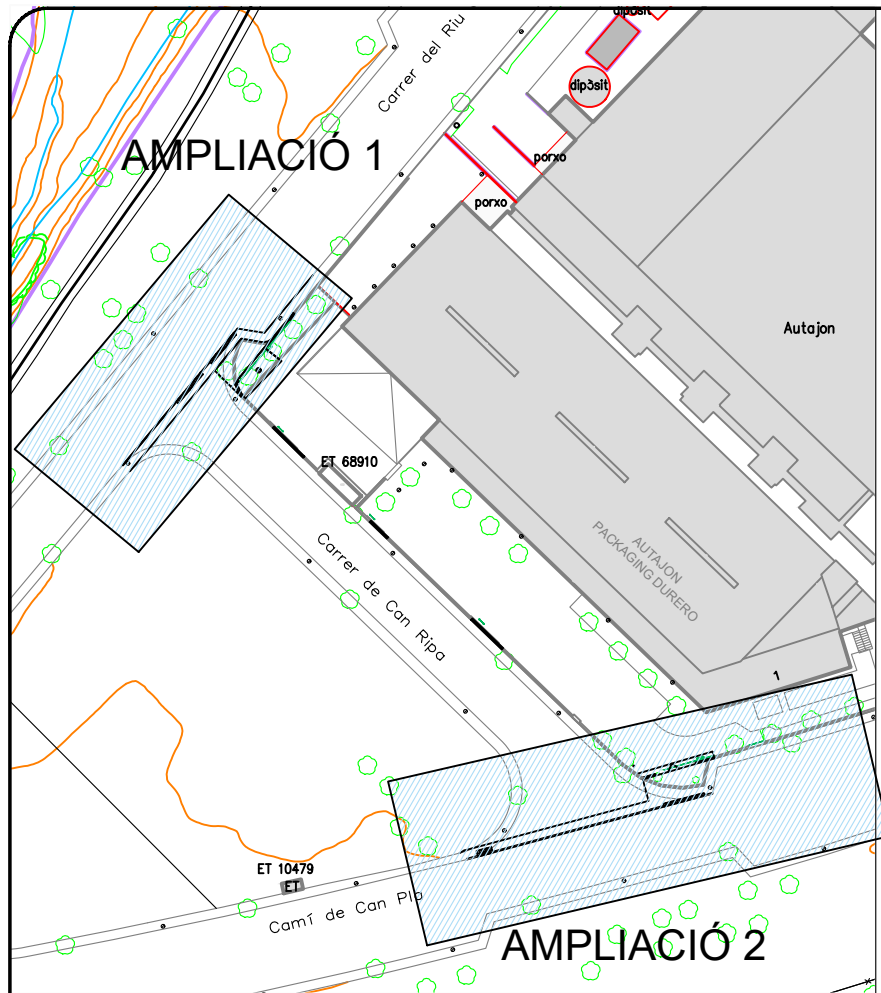 dipòsit
Carrer del Riu
dipòsit
AMPLIACIÓ 1
porxo
porxo
Autajon
ET 68910
AUTAJON
PACKAGING DURERO
Carrer de Can Ripa
1
ET 10479
ET
Camí de Can Pla
AMPLIACIÓ 2